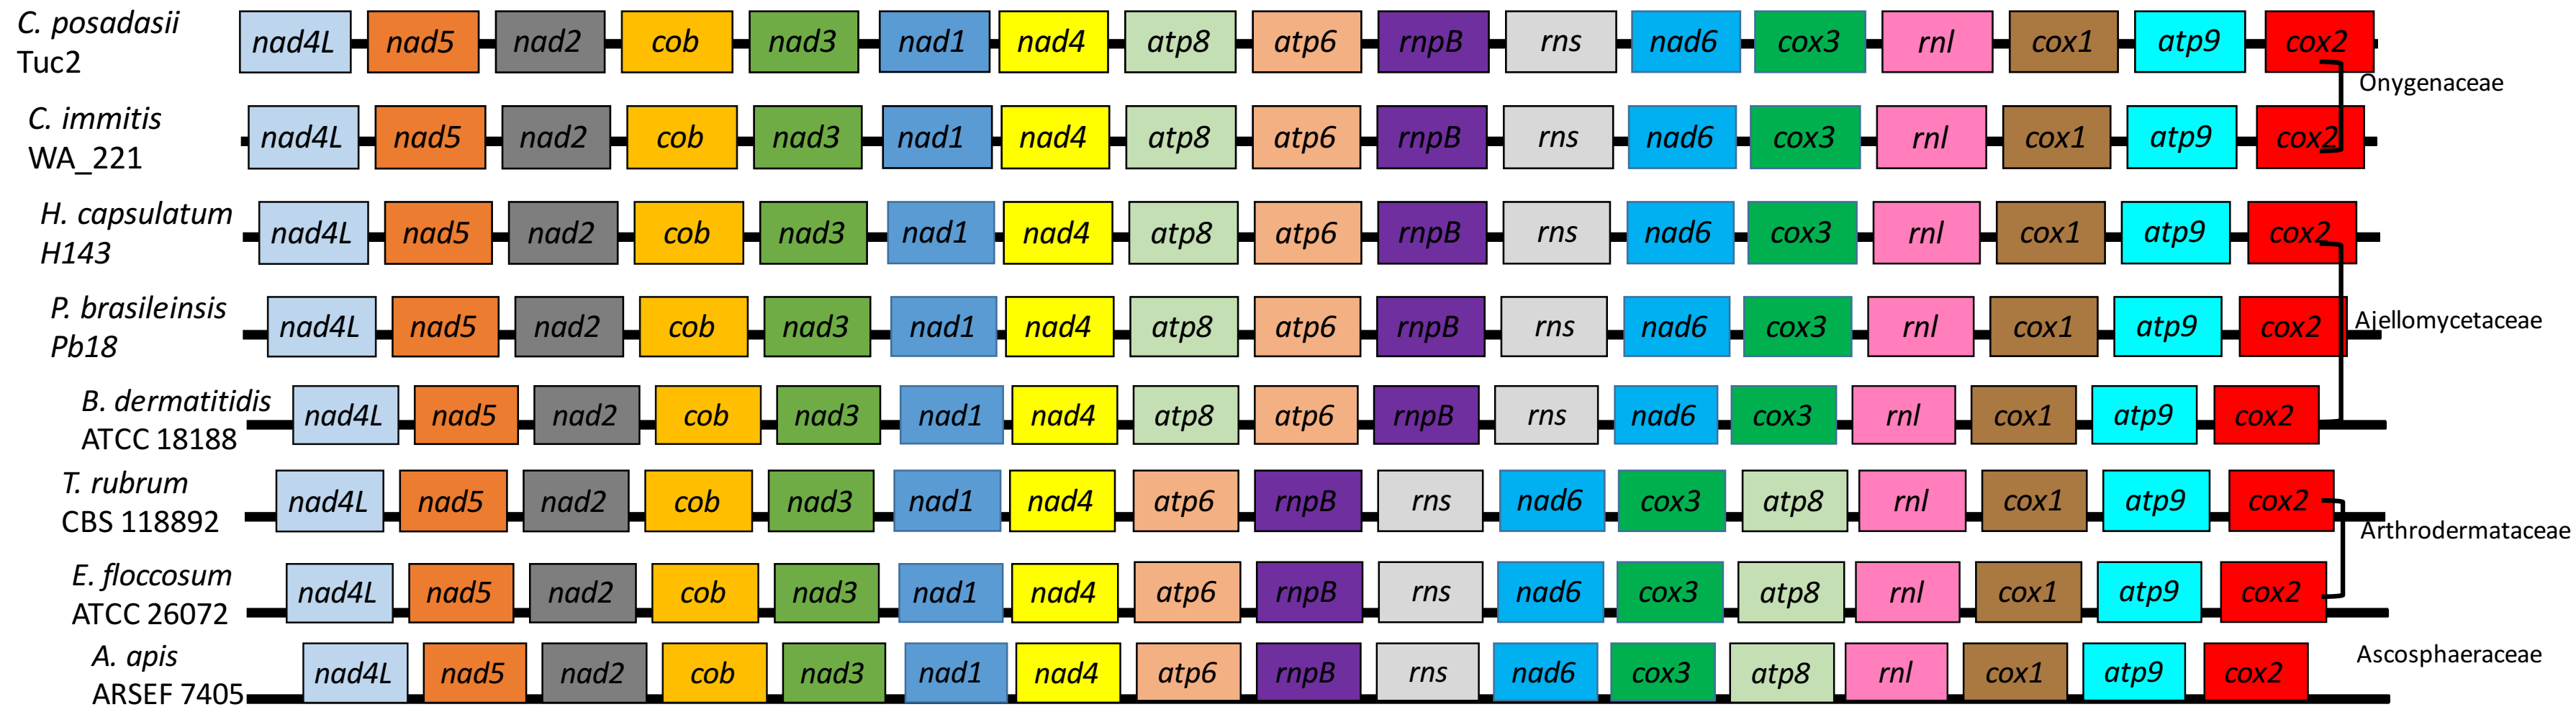 C. posadasii
Tuc2
nad4L nad5 nad2 cob nad3 nad1 nad4 atp8 atp6 rnpB rns nad6 cox3 rnl cox1 atp9 cox2
Onygenaceae
C. immitis
WA_221
nad4L nad5 nad2 cob nad3 nad1 nad4 atp8 atp6 rnpB rns nad6 cox3 rnl cox1 atp9 cox2
H. capsulatum
H143
nad4L nad5 nad2 cob nad3 nad1 nad4 atp8 atp6 rnpB rns nad6 cox3 rnl cox1 atp9 cox2
P. brasileinsis
Pb18
nad4L nad5 nad2 cob nad3 nad1 nad4 atp8 atp6 rnpB rns nad6 cox3 rnl cox1 atp9 cox2
Ajellomycetaceae
B. dermatitidis
ATCC 18188
nad4L nad5 nad2 cob nad3 nad1 nad4 atp8 atp6 rnpB rns nad6 cox3 rnl cox1 atp9 cox2
T. rubrum
CBS 118892
nad4L nad5 nad2 cob nad3 nad1 nad4 atp6 rnpB rns nad6 cox3 atp8 rnl cox1 atp9 cox2
Arthrodermataceae
E. floccosum
ATCC 26072
nad4L nad5 nad2 cob nad3 nad1 nad4 atp6 rnpB rns nad6 cox3 atp8 rnl cox1 atp9 cox2
A. apis
ARSEF 7405
nad4L nad5 nad2 cob nad3 nad1 nad4 atp6 rnpB rns nad6 cox3 atp8 rnl cox1 atp9 cox2
Ascosphaeraceae